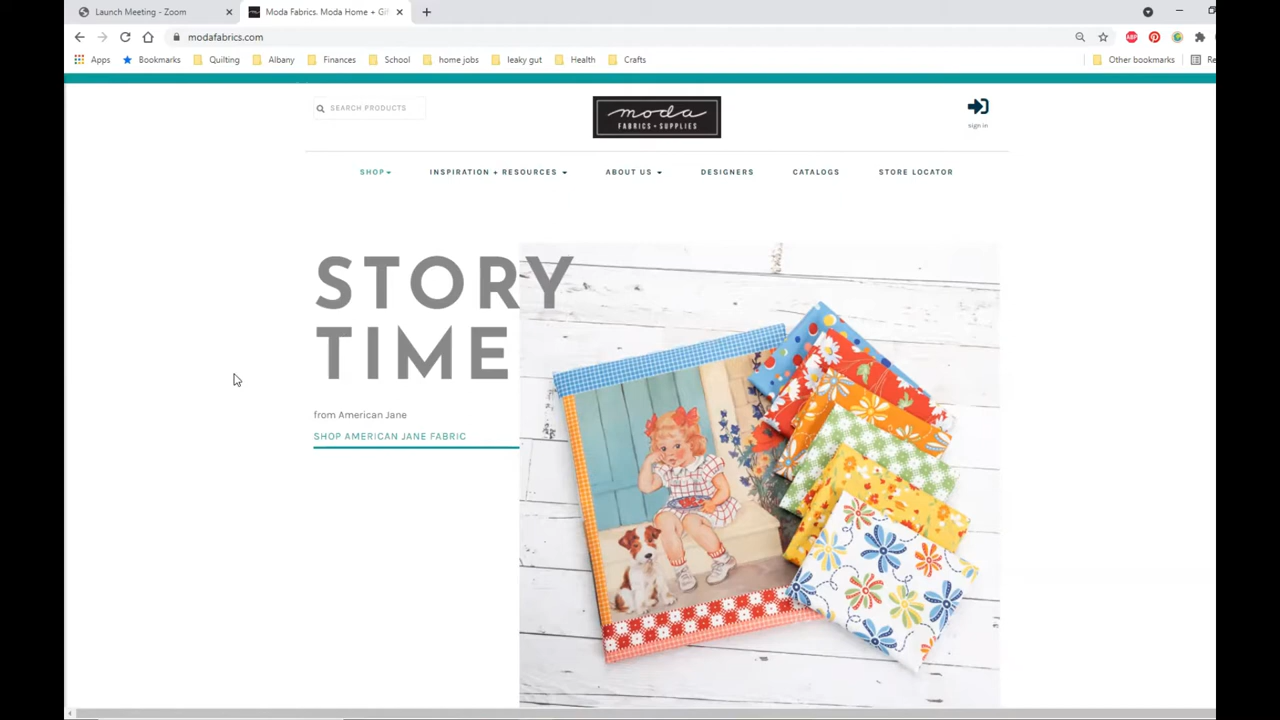 Launch Meeting - Zoom
Moda Fabrics. Moda Home + Gi
modafabrics.com
ABP
Apps
Bookmarks
Quilting
Albany
Finances
School
home jobs
leaky gut
Health
Crafts
Other bookmarks
Re
SEARCH PRODUCTS
moda
FABRICS + SUPPLIES
sign in
SHOP
INSPIRATION + RESOURCES
ABOUT US
DESIGNERS
CATALOGS
STORE LOCATOR
STORY
TIME
from American Jane
SHOP AMERICAN JANE FABRIC